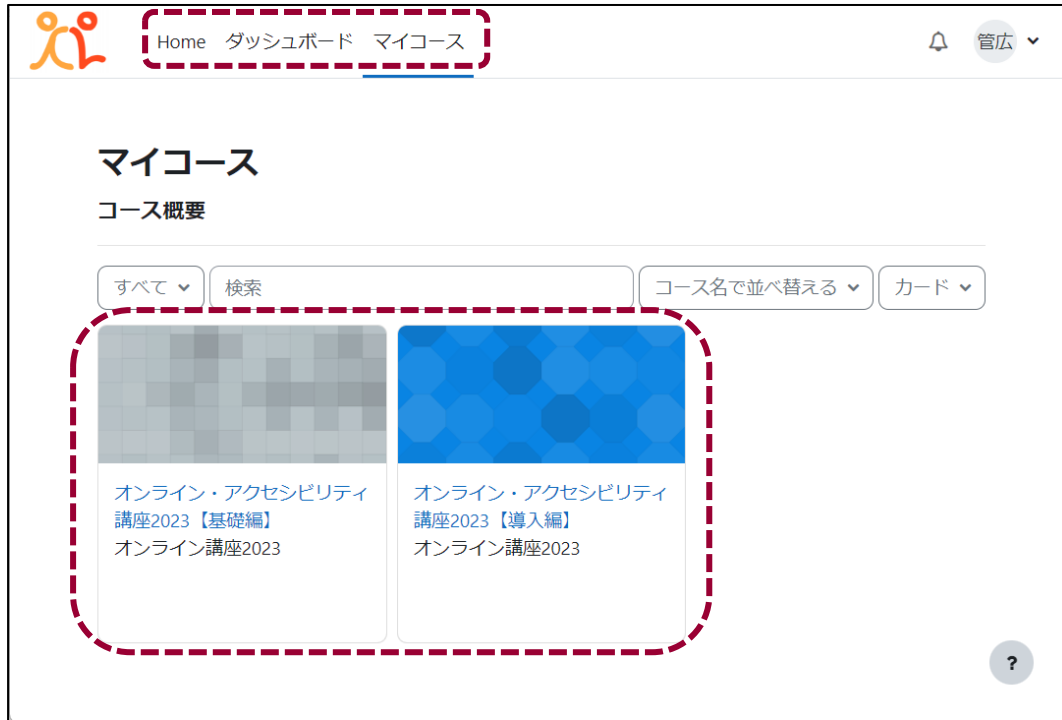 Home ダッシュボード マイコース
管広
マイコース
コース概要
すべて 検索 コース名で並べ替える カード
オンライン・アクセシビリティ
講座2023【基礎編】
オンライン講座2023
オンライン・アクセシビリティ
講座2023【導入編】
オンライン講座2023
?